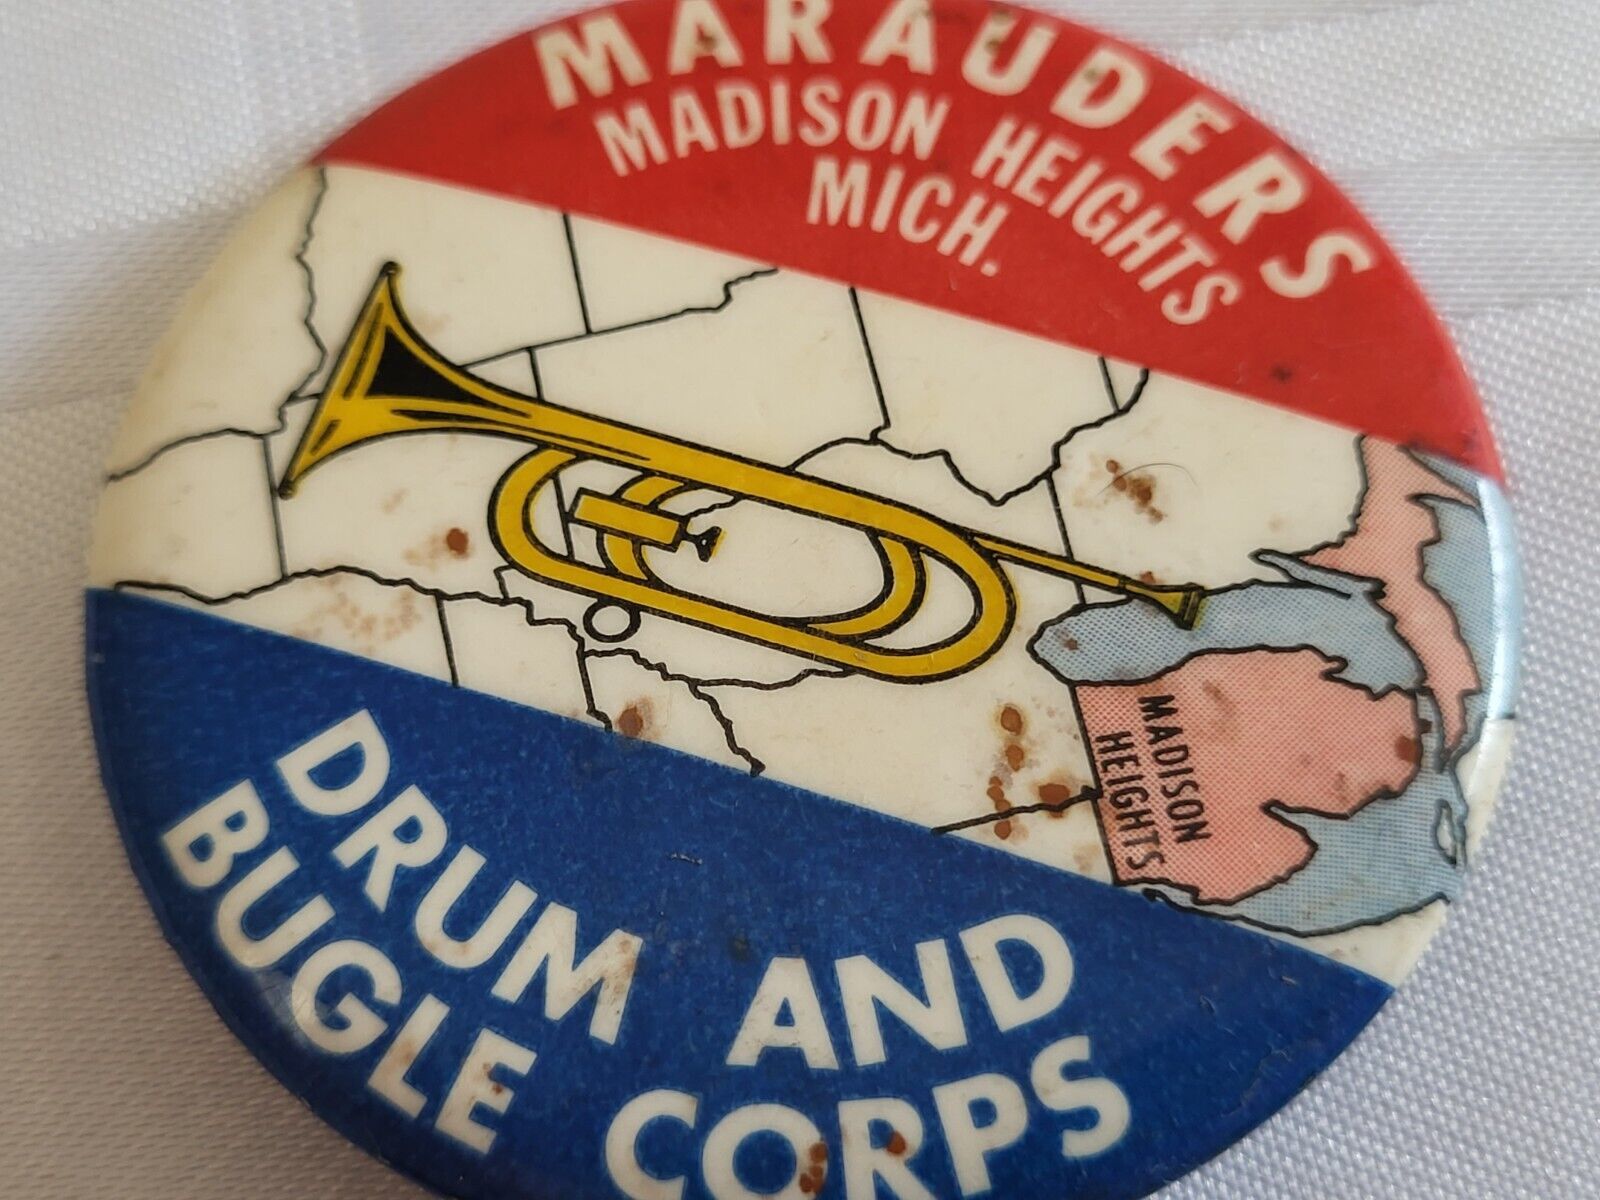 MARAUDERS
MADISON HEIGHTS
MICH.
MADISON
HEIGHTS
DRUM AND
BUGLE CORPS